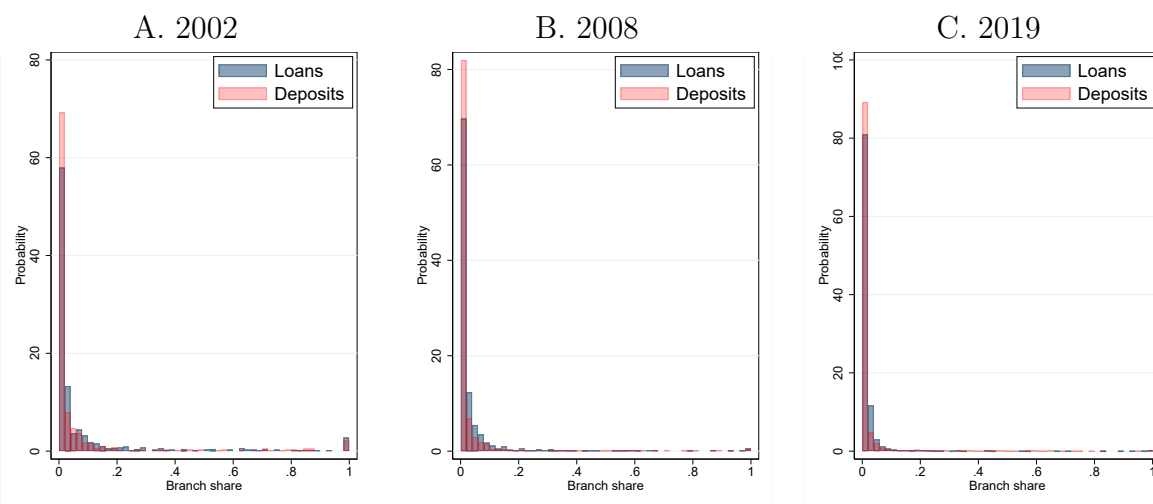 A. 2002
Loans
Deposits
80
60
40
20
0
Probability
0 .2 .4 .6 .8 1
Branch share
B. 2008
Loans
Deposits
80
60
40
20
0
Probability
0 .2 .4 .6 .8 1
Branch share
C. 2019
Loans
Deposits
80
60
40
20
0
Probability
0 .2 .4 .6 .8 1
Branch share